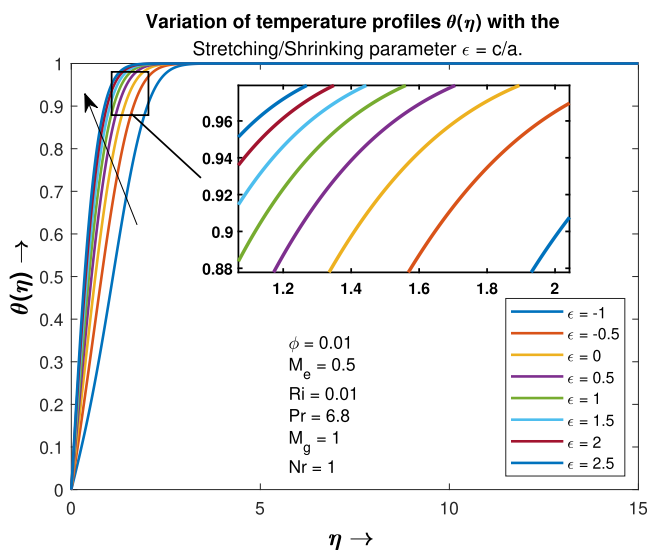 Variation of temperature profiles θ(η) with the
Stretching/Shrinking parameter ϵ = c/a.
1
0.9
0.8
0.7
0.6
0.5
0.4
0.3
0.2
0.1
0
θ(η) →
0.96
0.94
0.92
0.9
0.88
1.2 1.4 1.6 1.8 2
ϕ = 0.01
M_e = 0.5
Ri = 0.01
Pr = 6.8
M_g = 1
Nr = 1
ϵ = -1
ϵ = -0.5
ϵ = 0
ϵ = 0.5
ϵ = 1
ϵ = 1.5
ϵ = 2
ϵ = 2.5
0 5 10 15
η →